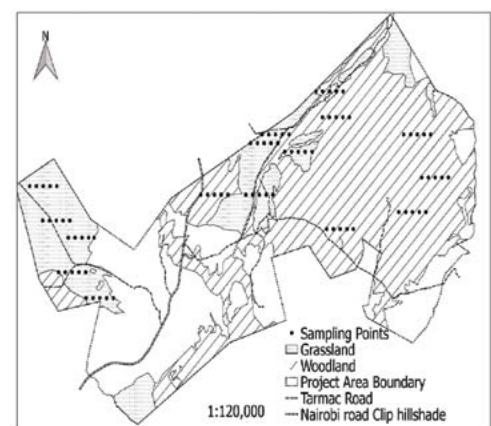 N
Sampling Points
Grassland
Woodland
Project Area Boundary
Tarmac Road
Nairobi road Clip hillshade
1:120,000